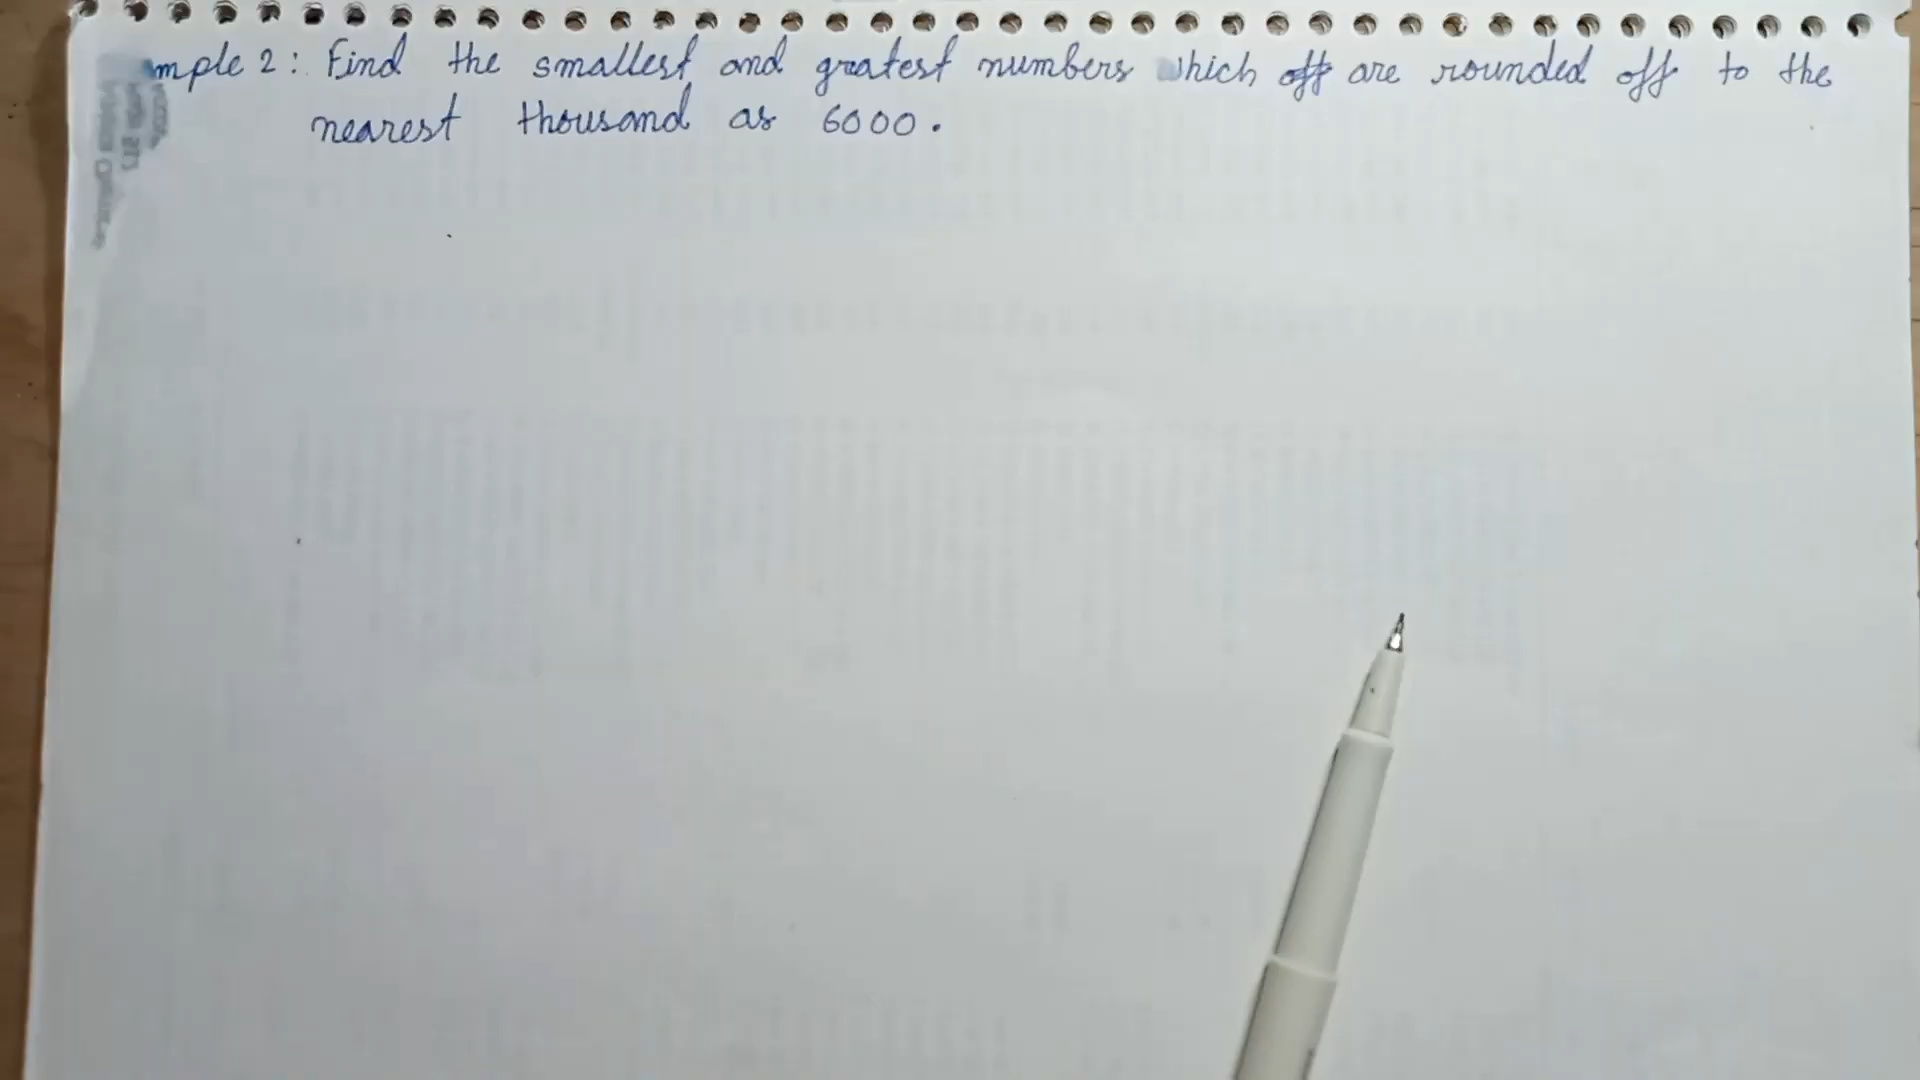 mple 2 : Find the smallest and greatest numbers which off are rounded off to the
nearest thousand as 6000.